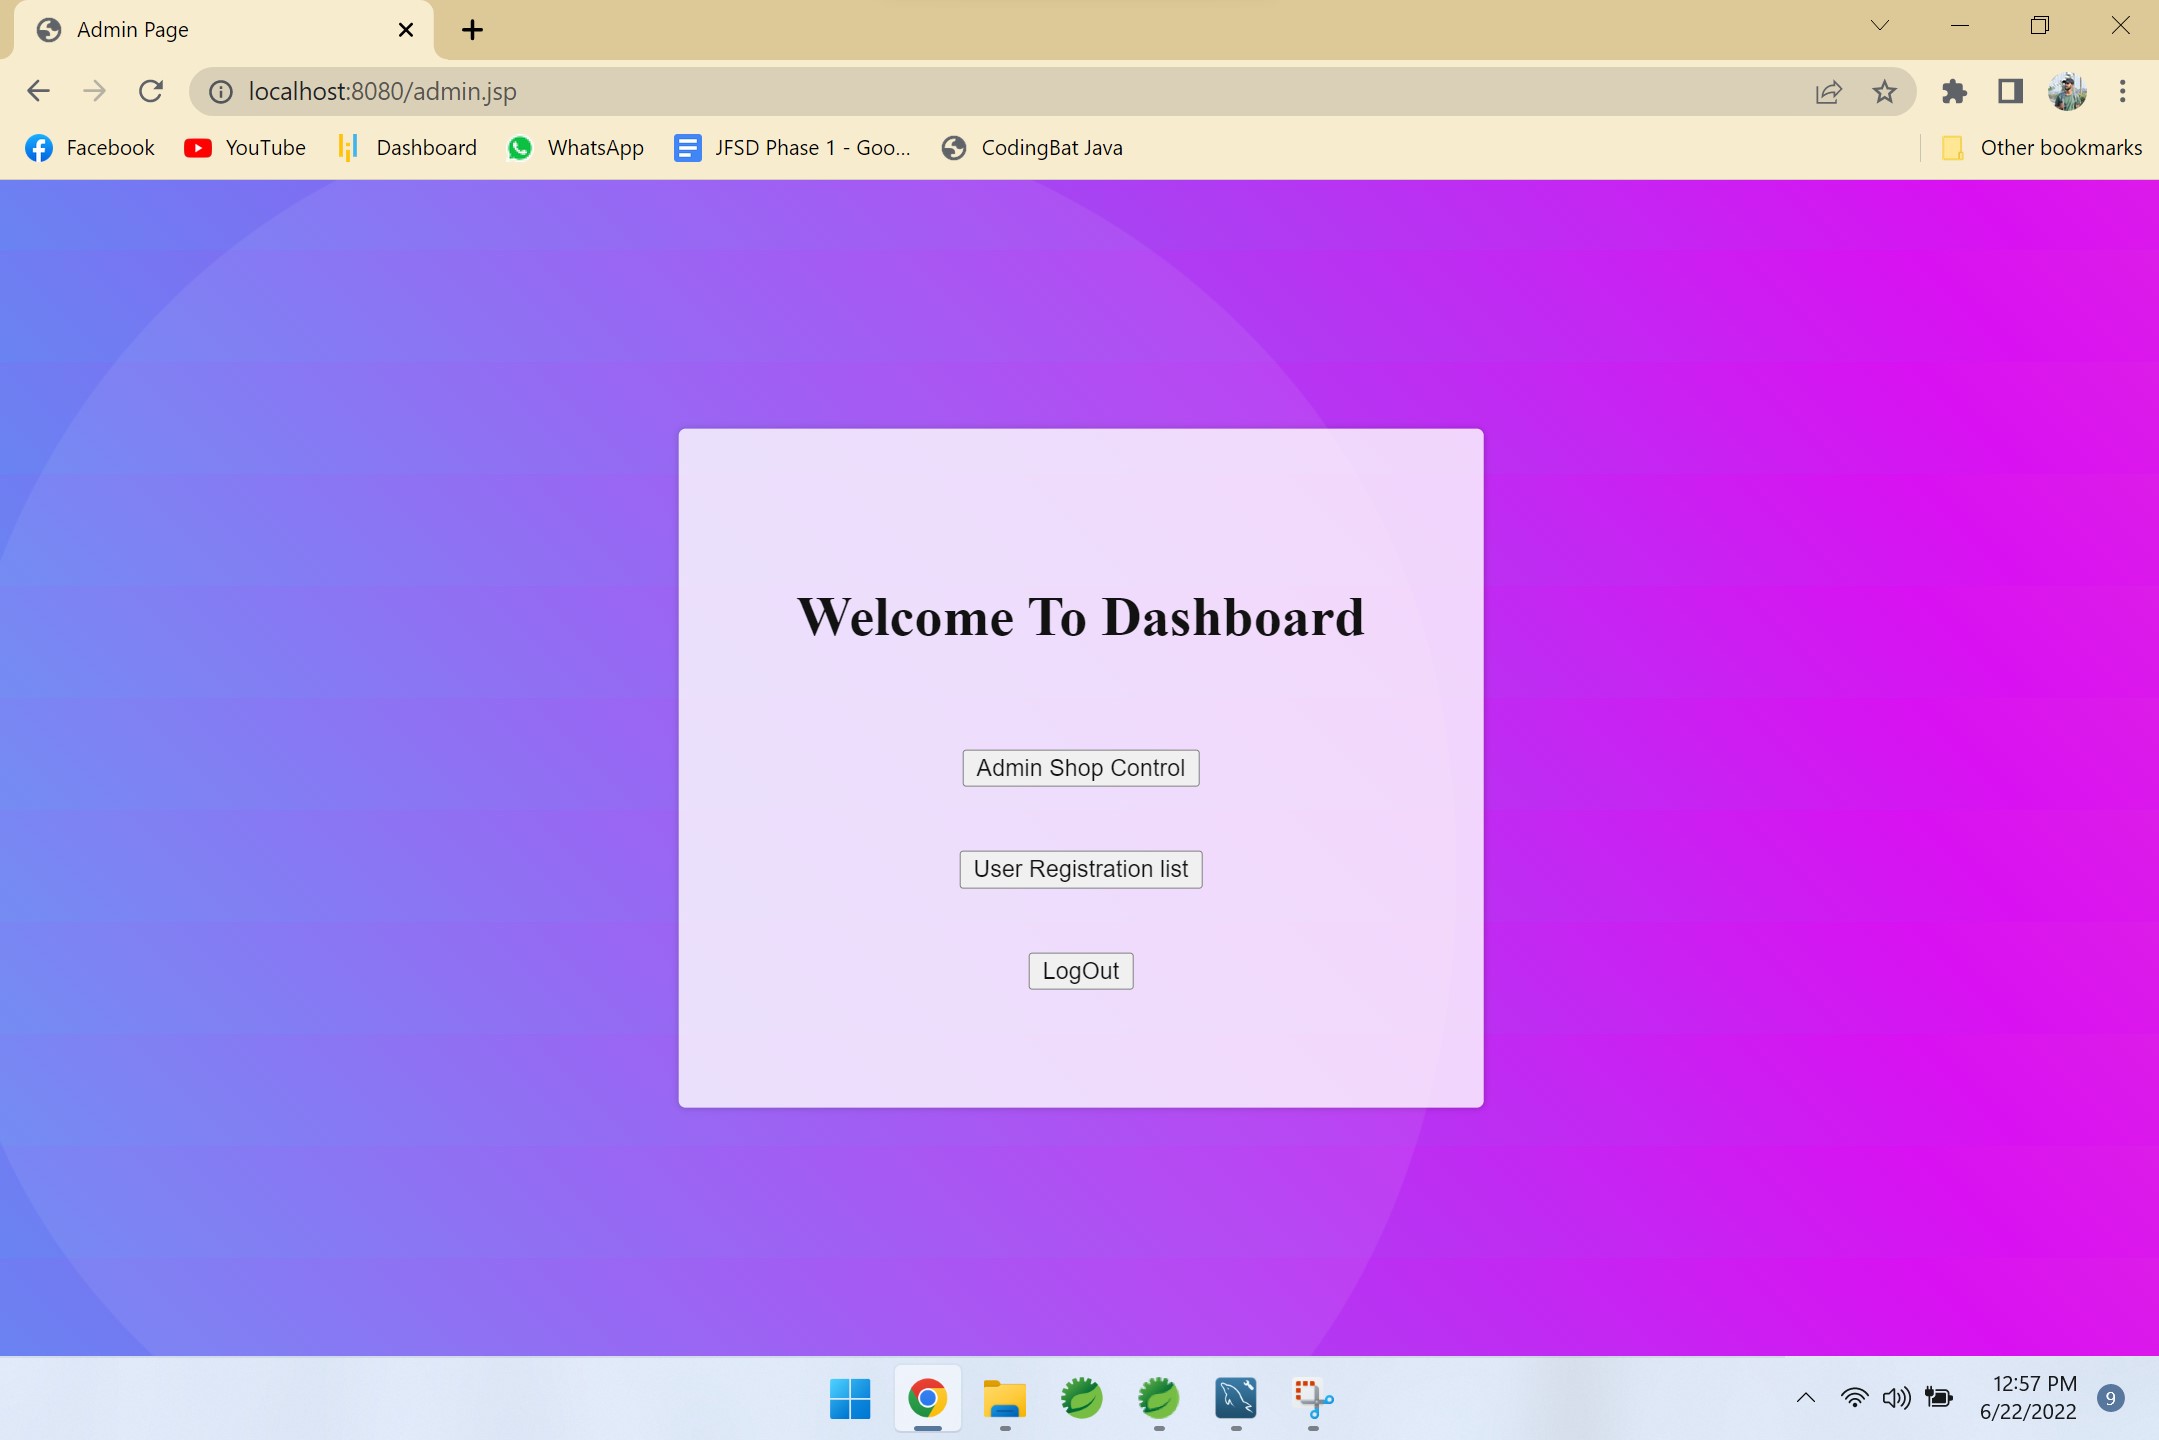 Admin Page
localhost:8080/admin.jsp
Facebook
YouTube
Dashboard
WhatsApp
JFSD Phase 1 - Goo...
CodingBat Java
Other bookmarks
Welcome To Dashboard
Admin Shop Control
User Registration list
LogOut
12:57 PM
6/22/2022
9